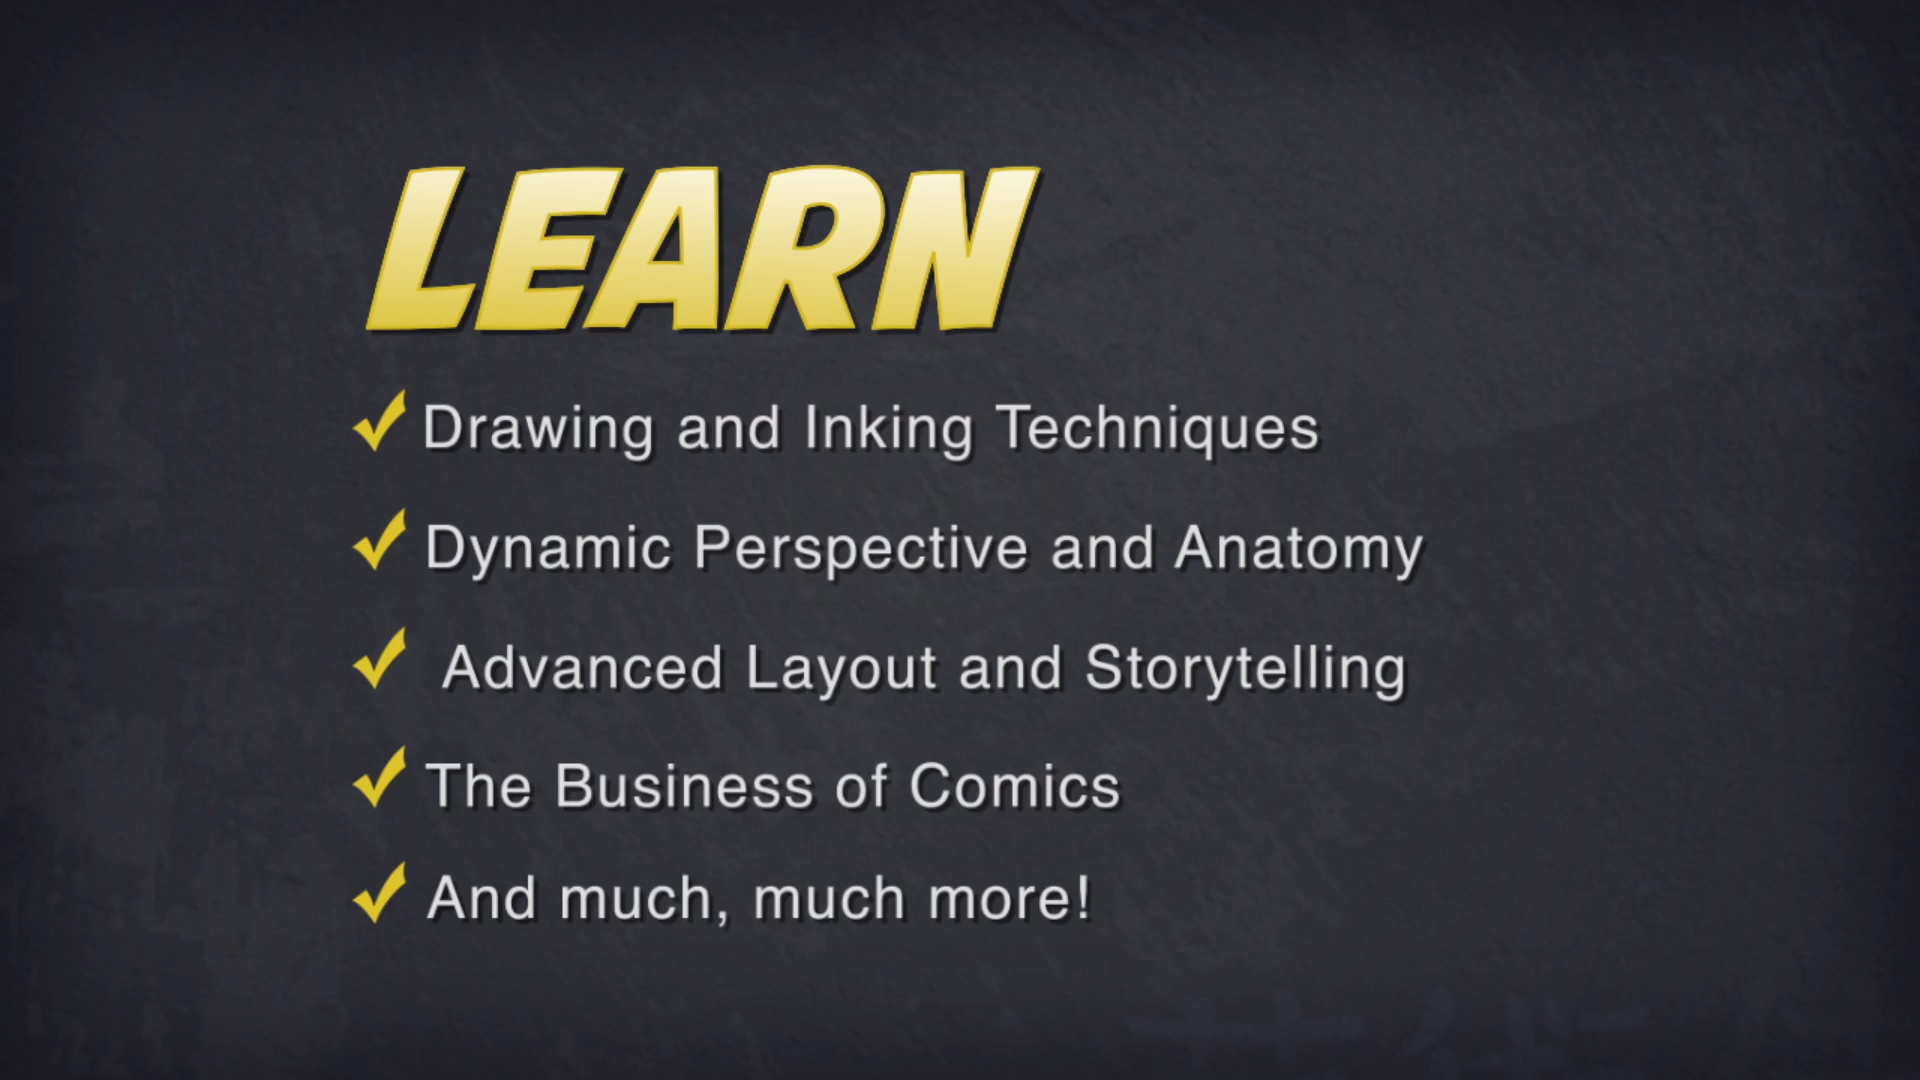 LEARN
Drawing and Inking Techniques
Dynamic Perspective and Anatomy
Advanced Layout and Storytelling
The Business of Comics
And much, much more!